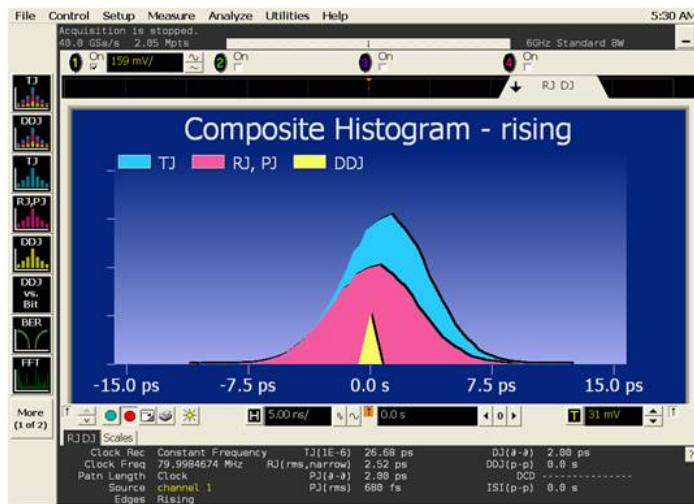 File Control Setup Measure Analyze Utilities Help 5:30 AM
Acquisition is stopped.
40.0 GSa/s 2.05 Mpts 6GHz Standard BW
1 On 159 mV/ 2 On 3 On 4 On
RJ DJ
TJ
DDJ
TJ
RJ,PJ
DDJ
DDJ
vs.
Bit
BER
FFT
More
(1 of 2)
Composite Histogram - rising
TJ RJ, PJ DDJ
-15.0 ps -7.5 ps 0.0 s 7.5 ps 15.0 ps
H 5.00 ns/ 0.0 s 0 T 31 mV
RJDJ Scales
Clock Rec Constant Frequency TJ(1E-6) 26.68 ps DJ(∂-∂) 2.00 ps
Clock Freq 79.9984674 MHz RJ(rms,narrow) 2.52 ps DDJ(p-p) 0.0 s
Patn Length Clock PJ(∂-∂) 2.00 ps DCD --------------
Source channel 1 PJ(rms) 680 fs ISI(p-p) 0.0 s
Edges Rising